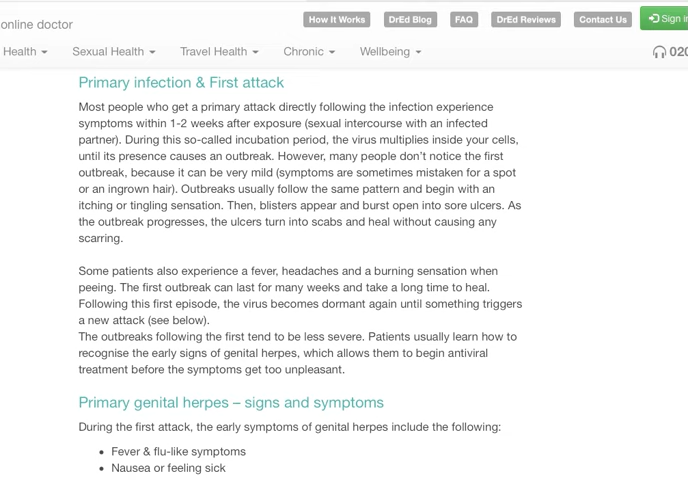 online doctor
How It Works
DrEd Blog
FAQ
DrEd Reviews
Contact Us
Sign in
Health
Sexual Health
Travel Health
Chronic
Wellbeing
020
Primary infection & First attack
Most people who get a primary attack directly following the infection experience
symptoms within 1-2 weeks after exposure (sexual intercourse with an infected
partner). During this so-called incubation period, the virus multiplies inside your cells,
until its presence causes an outbreak. However, many people don't notice the first
outbreak, because it can be very mild (symptoms are sometimes mistaken for a spot
or an ingrown hair). Outbreaks usually follow the same pattern and begin with an
itching or tingling sensation. Then, blisters appear and burst open into sore ulcers. As
the outbreak progresses, the ulcers turn into scabs and heal without causing any
scarring.
Some patients also experience a fever, headaches and a burning sensation when
peeing. The first outbreak can last for many weeks and take a long time to heal.
Following this first episode, the virus becomes dormant again until something triggers
a new attack (see below).
The outbreaks following the first tend to be less severe. Patients usually learn how to
recognise the early signs of genital herpes, which allows them to begin antiviral
treatment before the symptoms get too unpleasant.
Primary genital herpes – signs and symptoms
During the first attack, the early symptoms of genital herpes include the following:
• Fever & flu-like symptoms
• Nausea or feeling sick